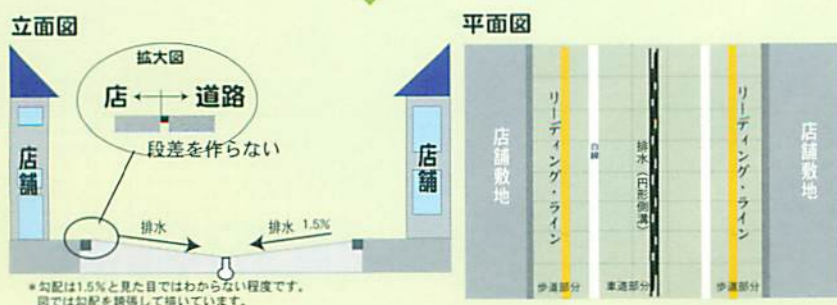 立面図
拡大図
店 ←→ 道路
段差を作らない
店舗
店舗
排水
排水 1.5%
*勾配は1.5%と見た目ではわからない程度です。
図では勾配を誇張して描いています。
平面図
店舗敷地
リーディング・ライン
白線
排水(円形側溝)
リーディング・ライン
店舗敷地
歩道部分
車道部分
歩道部分